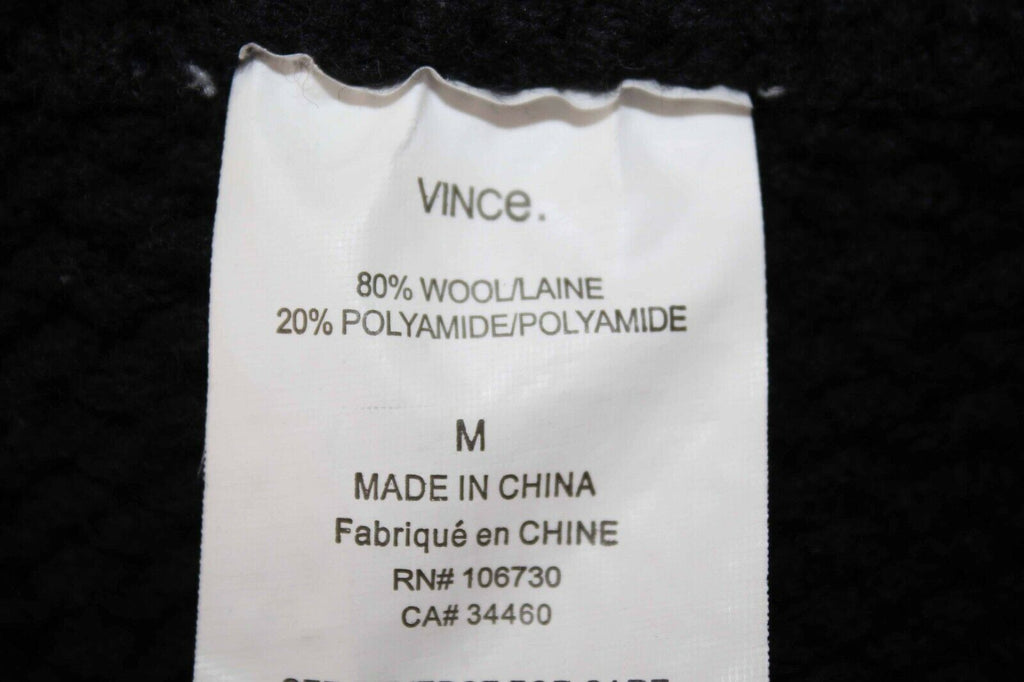 VINCe.
80% WOOL/LAINE
20% POLYAMIDE/POLYAMIDE
M
MADE IN CHINA
Fabriqué en CHINE
RN# 106730
CA# 34460